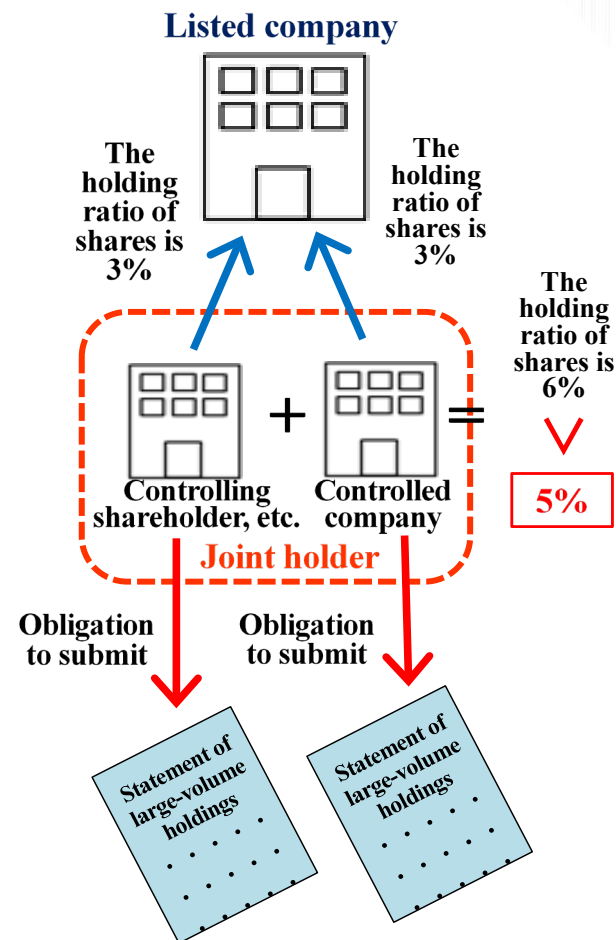 Listed company
The
holding
ratio of
shares is
3%
The
holding
ratio of
shares is
3%
The
holding
ratio of
shares is
6%
+
=
5%
Controlling
shareholder, etc.
Controlled
company
Joint holder
Obligation
to submit
Obligation
to submit
Statement of
large-volume
holdings
Statement of
large-volume
holdings